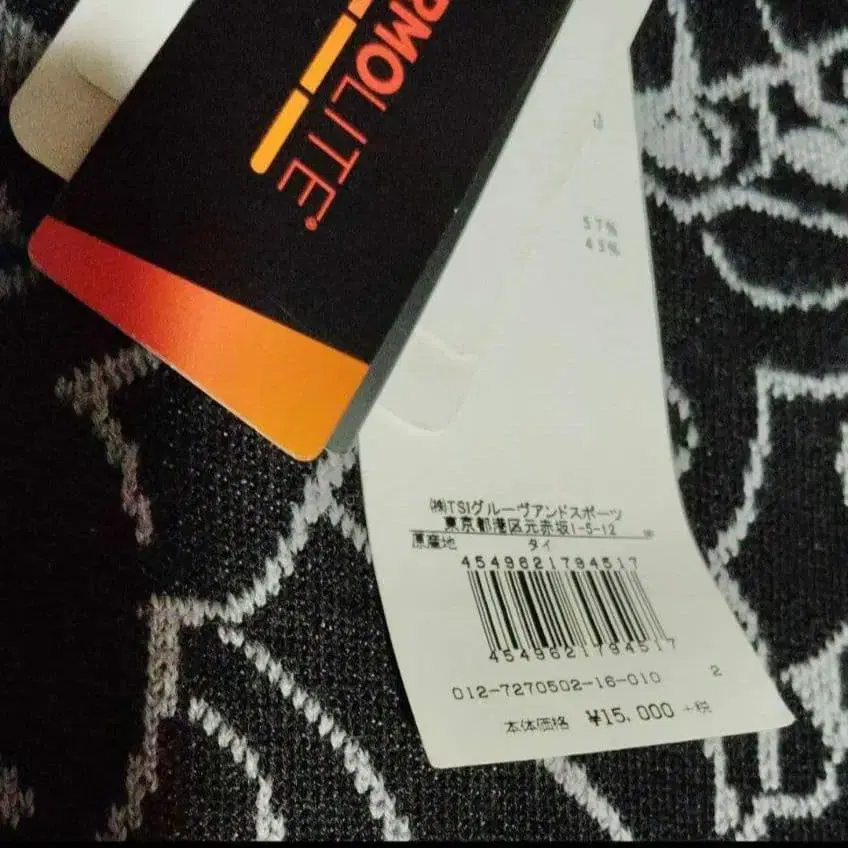 RMOLITE®
57%
43%
㈱TSIグルーヴアンドスポーツ
東京都港区元赤坂1-5-12
原産地 タイ
4549621794517
4549621794517
012-7270502-16-010 2
本体価格 ¥15,000 +税